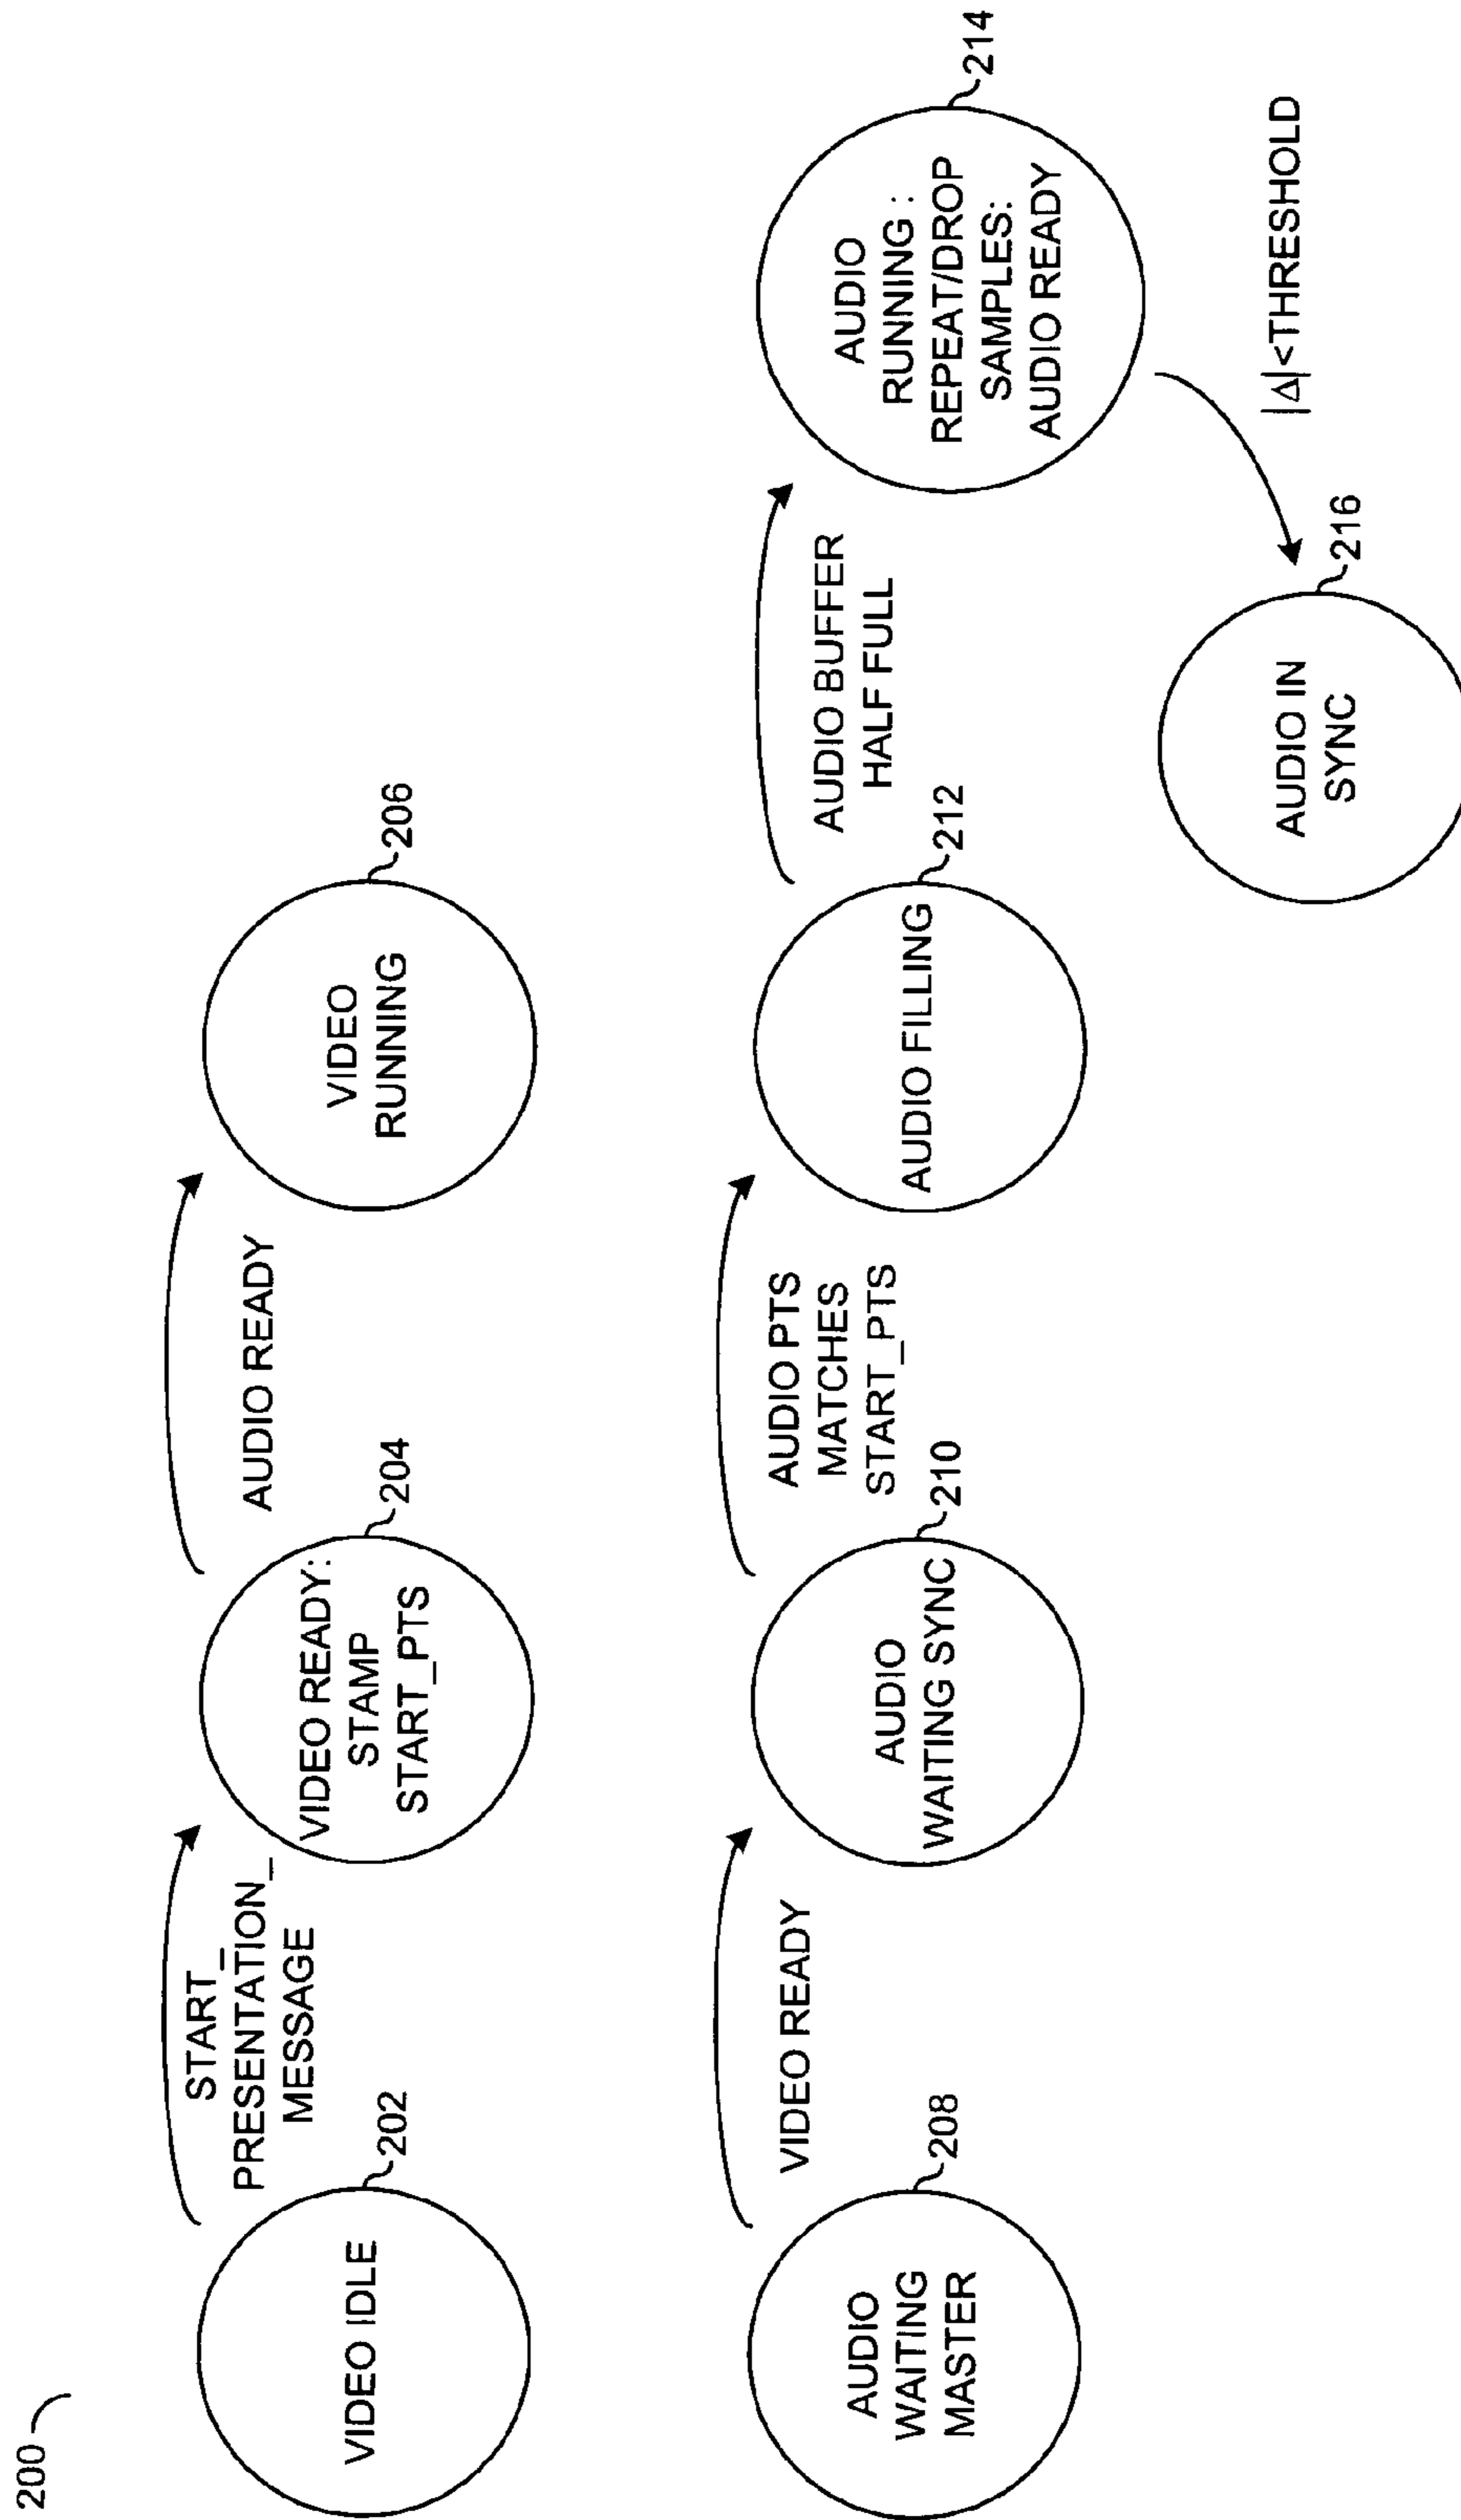 200
VIDEO IDLE
202
START_
PRESENTATION_
MESSAGE
VIDEO READY:
STAMP
START_PTS
204
AUDIO READY
VIDEO
RUNNING
206
AUDIO
WAITING
MASTER
208
VIDEO READY
AUDIO
WAITING SYNC
210
AUDIO PTS
MATCHES
START_PTS
AUDIO FILLING
212
AUDIO BUFFER
HALF FULL
AUDIO
RUNNING :
REPEAT/DROP
SAMPLES:
AUDIO READY
214
|Δ|<THRESHOLD
AUDIO IN
SYNC
216